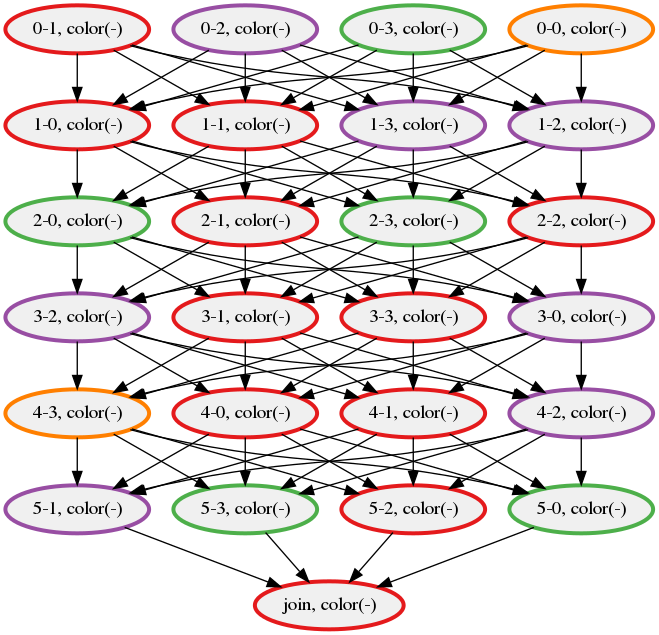 0-1, color(-)
0-2, color(-)
0-3, color(-)
0-0, color(-)
1-0, color(-)
1-1, color(-)
1-3, color(-)
1-2, color(-)
2-0, color(-)
2-1, color(-)
2-3, color(-)
2-2, color(-)
3-2, color(-)
3-1, color(-)
3-3, color(-)
3-0, color(-)
4-3, color(-)
4-0, color(-)
4-1, color(-)
4-2, color(-)
5-1, color(-)
5-3, color(-)
5-2, color(-)
5-0, color(-)
join, color(-)